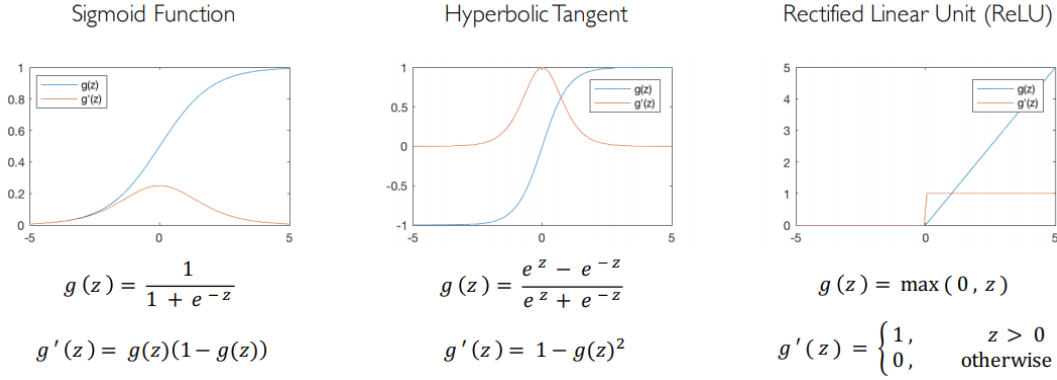 Sigmoid Function
g(z)
g'(z)
1
0.8
0.6
0.4
0.2
0
-5
0
5
g(z) = 1 / (1 + e^{-z})
g'(z) = g(z)(1 − g(z))
Hyperbolic Tangent
g(z)
g'(z)
1
0.5
0
-0.5
-1
-5
0
5
g(z) = (e^z − e^{-z}) / (e^z + e^{-z})
g'(z) = 1 − g(z)²
Rectified Linear Unit (ReLU)
g(z)
g'(z)
5
4
3
2
1
0
-5
0
5
g(z) = max(0, z)
g'(z) = { 1, z > 0
0, otherwise